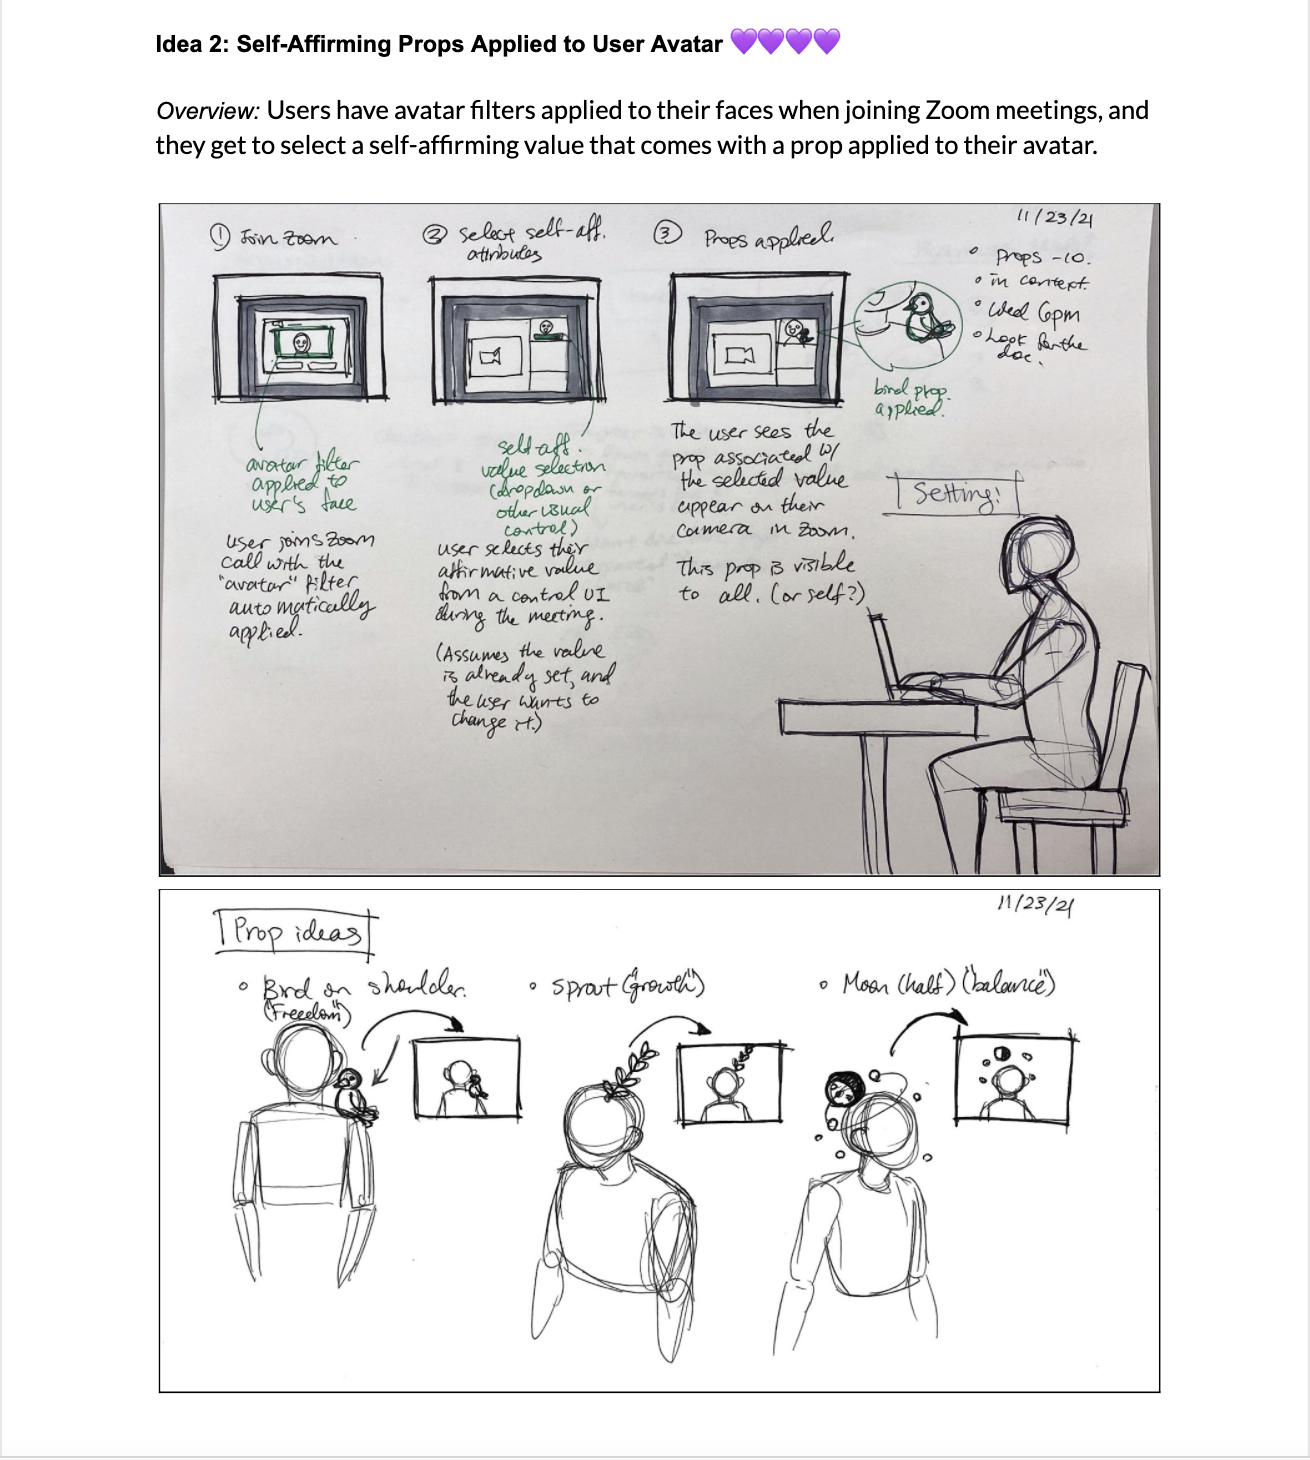 Idea 2: Self-Affirming Props Applied to User Avatar 💜💜💜💜
Overview: Users have avatar filters applied to their faces when joining Zoom meetings, and
they get to select a self-affirming value that comes with a prop applied to their avatar.
① Join Zoom
avatar filter
applied to
user's face
user joins Zoom
call with the
"avatar" filter
automatically
applied.
② Select self-aff.
attributes
self-aff.
value selection
(dropdown or
other visual
control)
user selects their
affirmative value
from a control UI
during the meeting.
(Assumes the value
is already set, and
the user wants to
change it.)
③ Props applied.
bird prop
applied.
The user sees the
prop associated w/
the selected value
appear on their
camera in Zoom.
This prop is visible
to all. (or self?)
11/23/21
• Props -10.
• in context.
• Wed 6pm
• Look for the
doc.
Setting!
11/23/21
Prop ideas
• Bird on shoulder.
("Freedom")
• Sprout ("growth")
• Moon (half) ("balance")